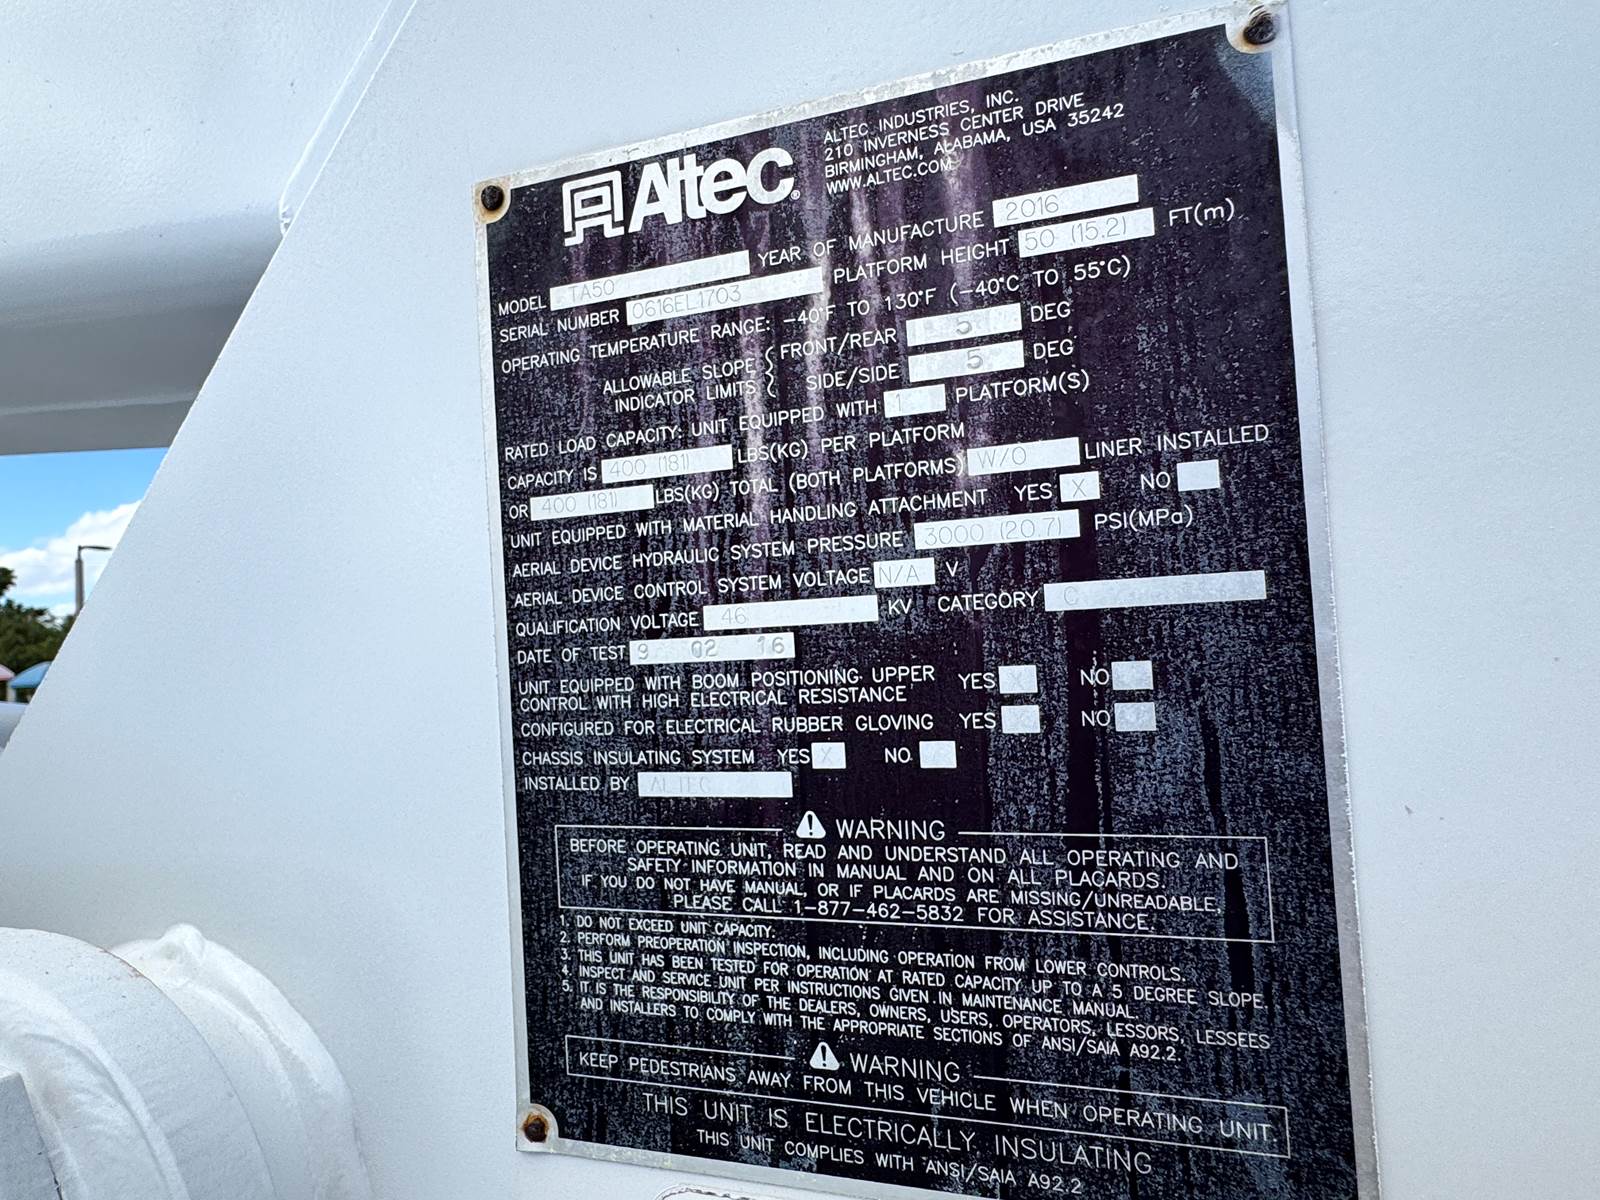 Altec®
ALTEC INDUSTRIES, INC.
210 INVERNESS CENTER DRIVE
BIRMINGHAM, ALABAMA, USA 35242
WWW.ALTEC.COM
MODEL TA50 YEAR OF MANUFACTURE 2016
SERIAL NUMBER 0616EL1703 PLATFORM HEIGHT 50 (15.2) FT(m)
OPERATING TEMPERATURE RANGE: -40°F TO 130°F (-40°C TO 55°C)
ALLOWABLE SLOPE INDICATOR LIMITS { FRONT/REAR 5 DEG
SIDE/SIDE 5 DEG
RATED LOAD CAPACITY: UNIT EQUIPPED WITH 1 PLATFORM(S)
CAPACITY IS 400 (181) LBS(KG) PER PLATFORM
OR 400 (181) LBS(KG) TOTAL (BOTH PLATFORMS) W/O LINER INSTALLED
UNIT EQUIPPED WITH MATERIAL HANDLING ATTACHMENT YES X NO
AERIAL DEVICE HYDRAULIC SYSTEM PRESSURE 3000 (20.7) PSI(MPa)
AERIAL DEVICE CONTROL SYSTEM VOLTAGE N/A V
QUALIFICATION VOLTAGE 46 KV CATEGORY C
DATE OF TEST 9 02 16
UNIT EQUIPPED WITH BOOM POSITIONING UPPER YES NO
CONTROL WITH HIGH ELECTRICAL RESISTANCE
CONFIGURED FOR ELECTRICAL RUBBER GLOVING YES NO
CHASSIS INSULATING SYSTEM YES X NO
INSTALLED BY ALTEC
WARNING
BEFORE OPERATING UNIT, READ AND UNDERSTAND ALL OPERATING AND
SAFETY INFORMATION IN MANUAL AND ON ALL PLACARDS.
IF YOU DO NOT HAVE MANUAL, OR IF PLACARDS ARE MISSING/UNREADABLE,
PLEASE CALL 1-877-462-5832 FOR ASSISTANCE.
1. DO NOT EXCEED UNIT CAPACITY.
2. PERFORM PREOPERATION INSPECTION, INCLUDING OPERATION FROM LOWER CONTROLS.
3. THIS UNIT HAS BEEN TESTED FOR OPERATION AT RATED CAPACITY UP TO A 5 DEGREE SLOPE.
4. INSPECT AND SERVICE UNIT PER INSTRUCTIONS GIVEN IN MAINTENANCE MANUAL.
5. IT IS THE RESPONSIBILITY OF THE DEALERS, OWNERS, USERS, OPERATORS, LESSORS, LESSEES
AND INSTALLERS TO COMPLY WITH THE APPROPRIATE SECTIONS OF ANSI/SAIA A92.2.
WARNING
KEEP PEDESTRIANS AWAY FROM THIS VEHICLE WHEN OPERATING UNIT.
THIS UNIT IS ELECTRICALLY INSULATING
THIS UNIT COMPLIES WITH ANSI/SAIA A92.2